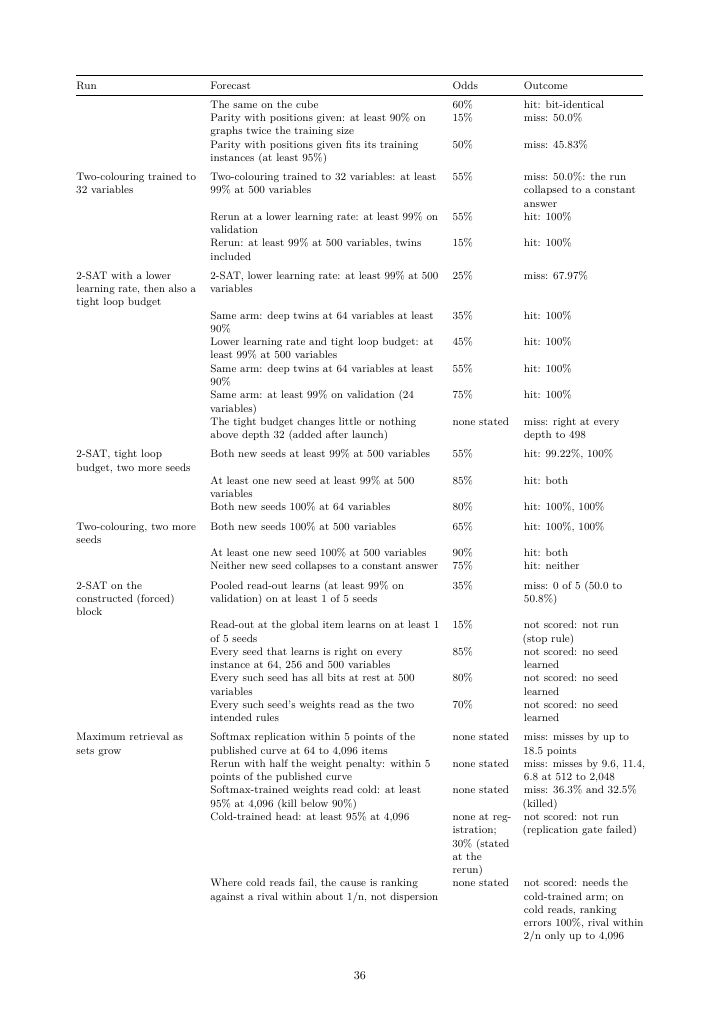 Run Forecast Odds Outcome
The same on the cube 60% hit: bit-identical
Parity with positions given: at least 90% on 15% miss: 50.0%
graphs twice the training size
Parity with positions given fits its training 50% miss: 45.83%
instances (at least 95%)
Two-colouring trained to Two-colouring trained to 32 variables: at least 55% miss: 50.0%: the run
32 variables 99% at 500 variables collapsed to a constant
answer
Rerun at a lower learning rate: at least 99% on 55% hit: 100%
validation
Rerun: at least 99% at 500 variables, twins 15% hit: 100%
included
2-SAT with a lower 2-SAT, lower learning rate: at least 99% at 500 25% miss: 67.97%
learning rate, then also a variables
tight loop budget
Same arm: deep twins at 64 variables at least 35% hit: 100%
90%
Lower learning rate and tight loop budget: at 45% hit: 100%
least 99% at 500 variables
Same arm: deep twins at 64 variables at least 55% hit: 100%
90%
Same arm: at least 99% on validation (24 75% hit: 100%
variables)
The tight budget changes little or nothing none stated miss: right at every
above depth 32 (added after launch) depth to 498
2-SAT, tight loop Both new seeds at least 99% at 500 variables 55% hit: 99.22%, 100%
budget, two more seeds
At least one new seed at least 99% at 500 85% hit: both
variables
Both new seeds 100% at 64 variables 80% hit: 100%, 100%
Two-colouring, two more Both new seeds 100% at 500 variables 65% hit: 100%, 100%
seeds
At least one new seed 100% at 500 variables 90% hit: both
Neither new seed collapses to a constant answer 75% hit: neither
2-SAT on the Pooled read-out learns (at least 99% on 35% miss: 0 of 5 (50.0 to
constructed (forced) validation) on at least 1 of 5 seeds 50.8%)
block
Read-out at the global item learns on at least 1 15% not scored: not run
of 5 seeds (stop rule)
Every seed that learns is right on every 85% not scored: no seed
instance at 64, 256 and 500 variables learned
Every such seed has all bits at rest at 500 80% not scored: no seed
variables learned
Every such seed's weights read as the two 70% not scored: no seed
intended rules learned
Maximum retrieval as Softmax replication within 5 points of the none stated miss: misses by up to
sets grow published curve at 64 to 4,096 items 18.5 points
Rerun with half the weight penalty: within 5 none stated miss: misses by 9.6, 11.4,
points of the published curve 6.8 at 512 to 2,048
Softmax-trained weights read cold: at least none stated miss: 36.3% and 32.5%
95% at 4,096 (kill below 90%) (killed)
Cold-trained head: at least 95% at 4,096 none at reg- not scored: not run
istration; (replication gate failed)
30% (stated
at the
rerun)
Where cold reads fail, the cause is ranking none stated not scored: needs the
against a rival within about 1/n, not dispersion cold-trained arm; on
cold reads, ranking
errors 100%, rival within
2/n only up to 4,096
36